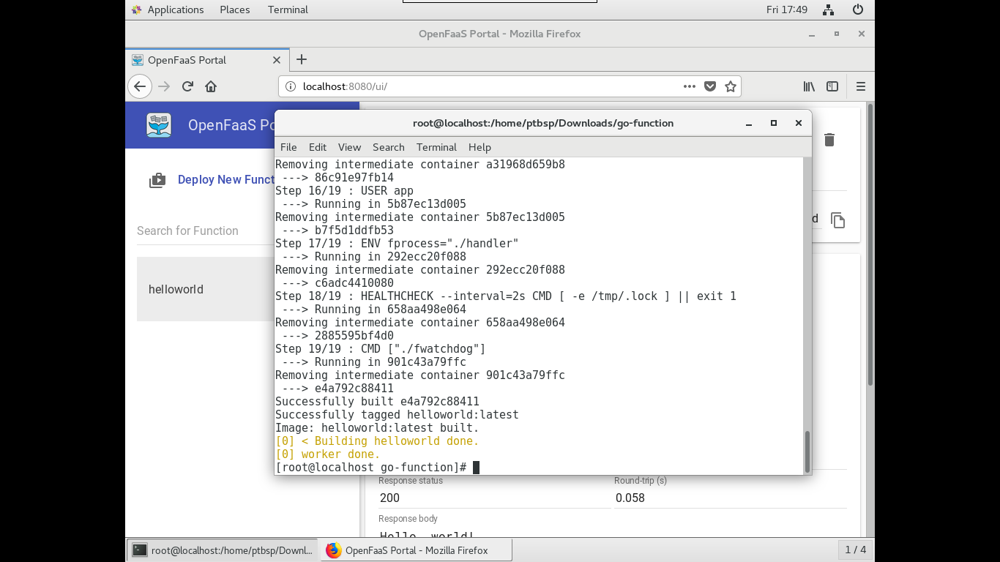 Applications Places Terminal Fri 17:49
OpenFaaS Portal - Mozilla Firefox
OpenFaaS Portal
localhost:8080/ui/
OpenFaaS Po
root@localhost:/home/ptbsp/Downloads/go-function
File Edit View Search Terminal Help
Deploy New Funct
Search for Function
helloworld
d
Removing intermediate container a31968d659b8
---> 86c91e97fb14
Step 16/19 : USER app
---> Running in 5b87ec13d005
Removing intermediate container 5b87ec13d005
---> b7f5d1ddfb53
Step 17/19 : ENV fprocess="./handler"
---> Running in 292ecc20f088
Removing intermediate container 292ecc20f088
---> c6adc4410080
Step 18/19 : HEALTHCHECK --interval=2s CMD [ -e /tmp/.lock ] || exit 1
---> Running in 658aa498e064
Removing intermediate container 658aa498e064
---> 2885595bf4d0
Step 19/19 : CMD ["./fwatchdog"]
---> Running in 901c43a79ffc
Removing intermediate container 901c43a79ffc
---> e4a792c88411
Successfully built e4a792c88411
Successfully tagged helloworld:latest
Image: helloworld:latest built.
[0] < Building helloworld done.
[0] worker done.
[root@localhost go-function]#
Response status Round-trip (s)
200 0.058
Response body
Hello, world!
root@localhost:/home/ptbsp/Downl... OpenFaaS Portal - Mozilla Firefox 1 / 4